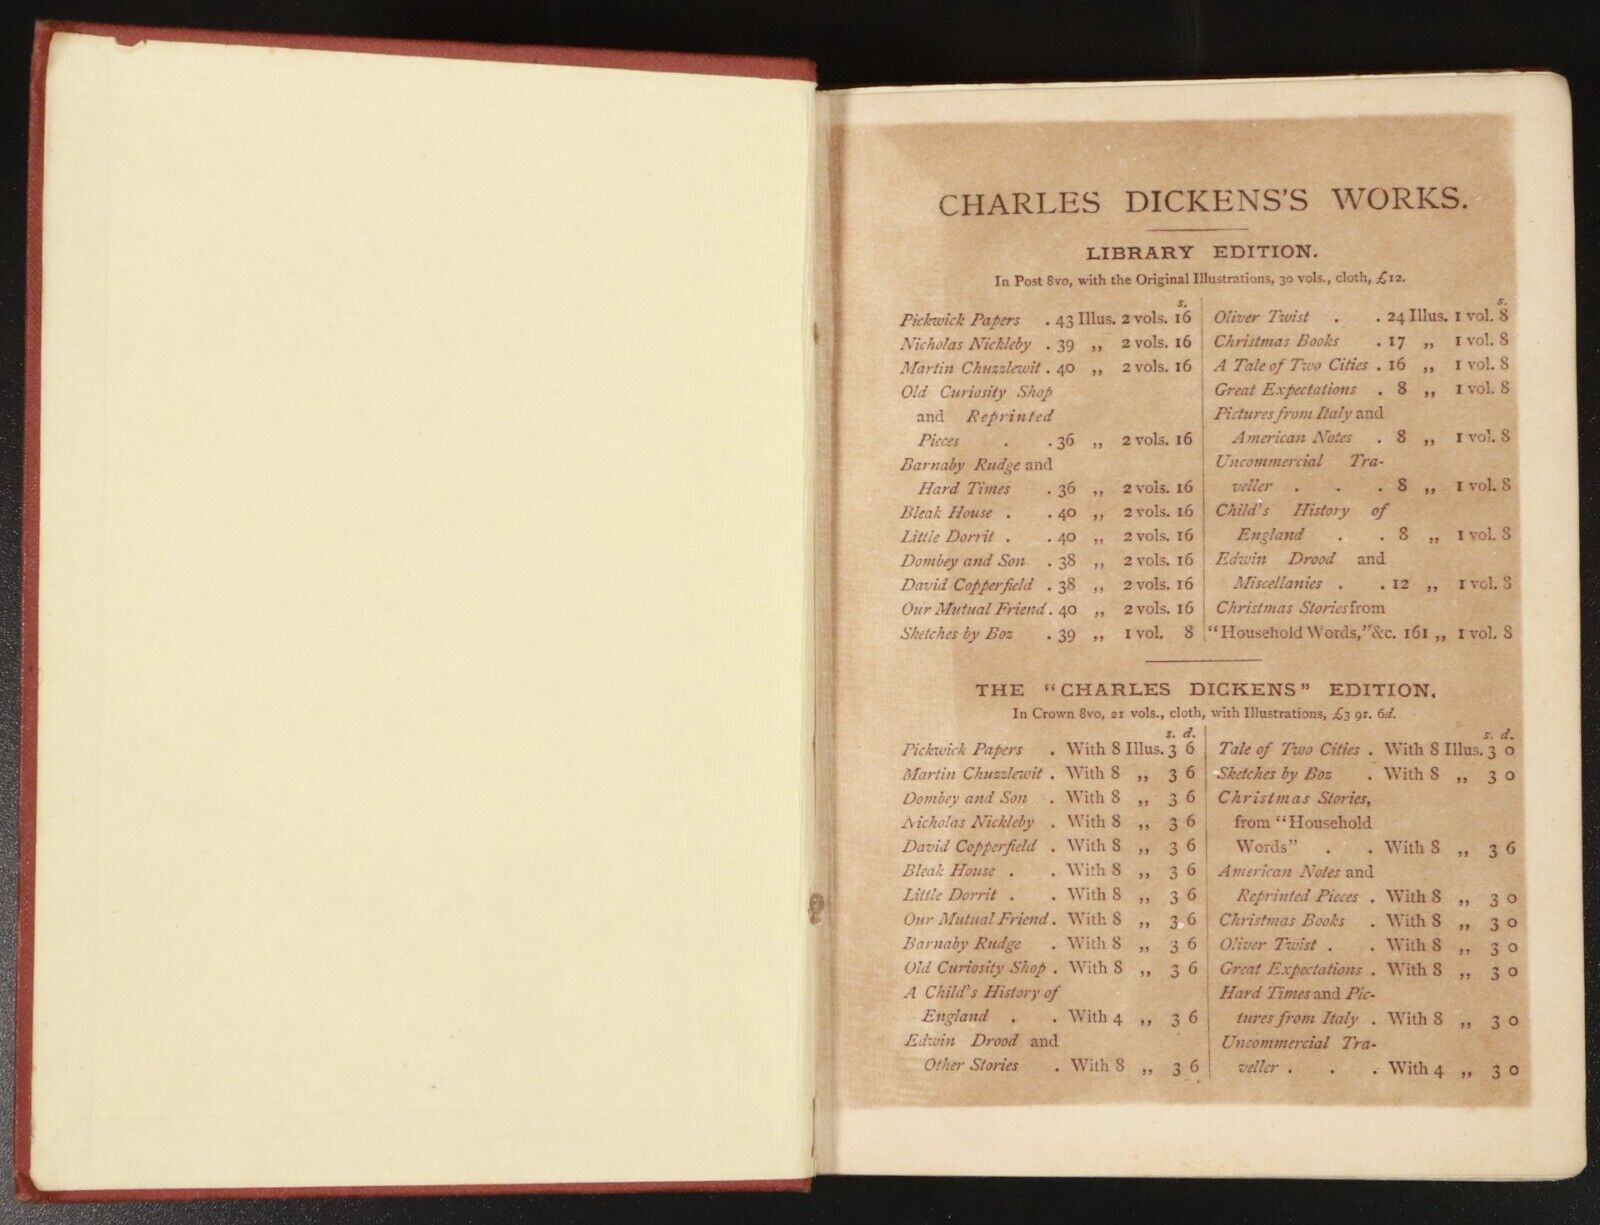 CHARLES DICKENS'S WORKS.
LIBRARY EDITION.
In Post 8vo, with the Original Illustrations, 30 vols., cloth, £12.
s.
Pickwick Papers . 43 Illus. 2 vols. 16
Nicholas Nickleby . 39 ,, 2 vols. 16
Martin Chuzzlewit . 40 ,, 2 vols. 16
Old Curiosity Shop
and Reprinted
Pieces . . 36 ,, 2 vols. 16
Barnaby Rudge and
Hard Times . 36 ,, 2 vols. 16
Bleak House . . 40 ,, 2 vols. 16
Little Dorrit . . 40 ,, 2 vols. 16
Dombey and Son . 38 ,, 2 vols. 16
David Copperfield . 38 ,, 2 vols. 16
Our Mutual Friend . 40 ,, 2 vols. 16
Sketches by Boz . 39 ,, 1 vol. 8
s.
Oliver Twist . . 24 Illus. 1 vol. 8
Christmas Books . 17 ,, 1 vol. 8
A Tale of Two Cities . 16 ,, 1 vol. 8
Great Expectations . 8 ,, 1 vol. 8
Pictures from Italy and
American Notes . 8 ,, 1 vol. 8
Uncommercial Tra-
veller . . . 8 ,, 1 vol. 8
Child's History of
England . . 8 ,, 1 vol. 8
Edwin Drood and
Miscellanies . . 12 ,, 1 vol. 8
Christmas Stories from
"Household Words," &c. 161 ,, 1 vol. 8
THE "CHARLES DICKENS" EDITION.
In Crown 8vo, 21 vols., cloth, with Illustrations, £3 9s. 6d.
s. d.
Pickwick Papers . With 8 Illus. 3 6
Martin Chuzzlewit . With 8 ,, 3 6
Dombey and Son . With 8 ,, 3 6
Nicholas Nickleby . With 8 ,, 3 6
David Copperfield . With 8 ,, 3 6
Bleak House . . With 8 ,, 3 6
Little Dorrit . . With 8 ,, 3 6
Our Mutual Friend . With 8 ,, 3 6
Barnaby Rudge . With 8 ,, 3 6
Old Curiosity Shop . With 8 ,, 3 6
A Child's History of
England . . With 4 ,, 3 6
Edwin Drood and
Other Stories . With 8 ,, 3 6
s. d.
Tale of Two Cities . With 8 Illus. 3 0
Sketches by Boz . With 8 ,, 3 0
Christmas Stories,
from "Household
Words" . . With 8 ,, 3 6
American Notes and
Reprinted Pieces . With 8 ,, 3 0
Christmas Books . With 8 ,, 3 0
Oliver Twist . . With 8 ,, 3 0
Great Expectations . With 8 ,, 3 0
Hard Times and Pic-
tures from Italy . With 8 ,, 3 0
Uncommercial Tra-
veller . . . With 4 ,, 3 0